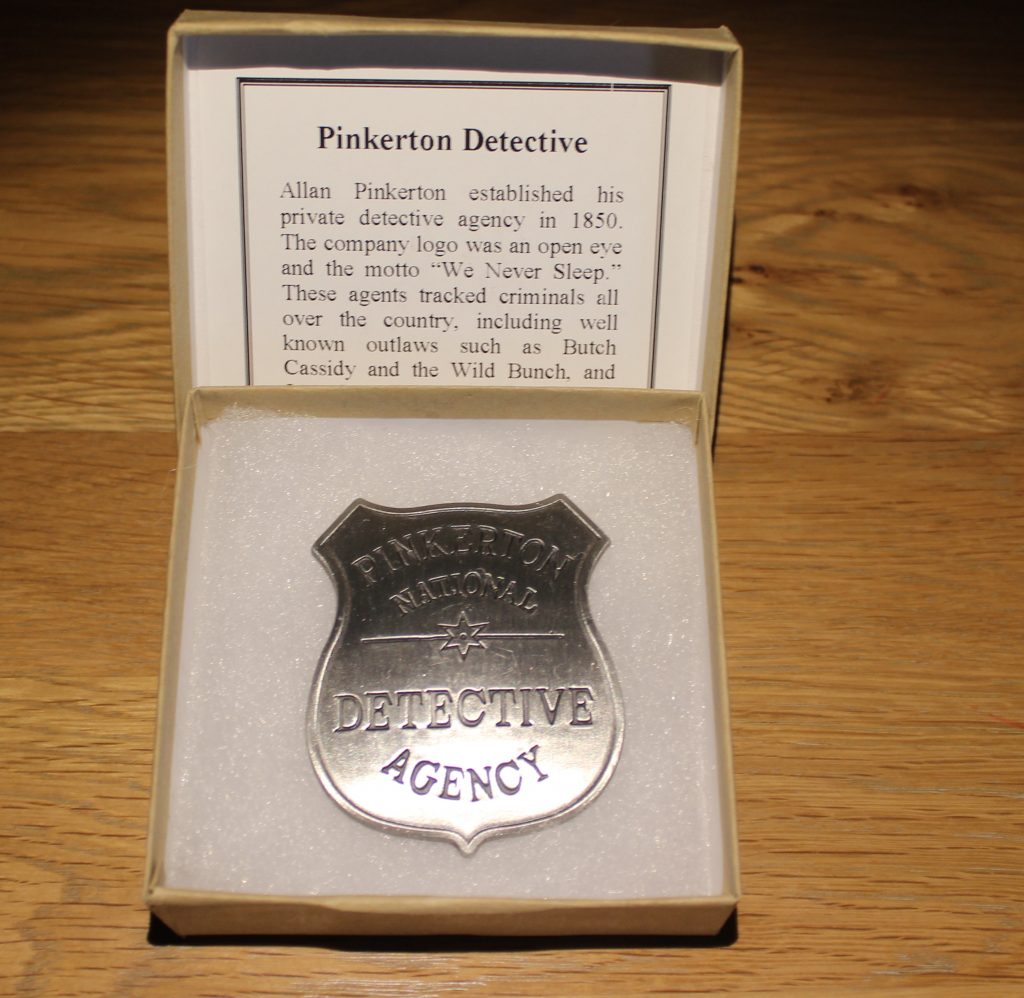 Pinkerton Detective
Allan Pinkerton established his
private detective agency in 1850.
The company logo was an open eye
and the motto “We Never Sleep.”
These agents tracked criminals all
over the country, including well
known outlaws such as Butch
Cassidy and the Wild Bunch, and
PINKERTON
NATIONAL
DETECTIVE
AGENCY